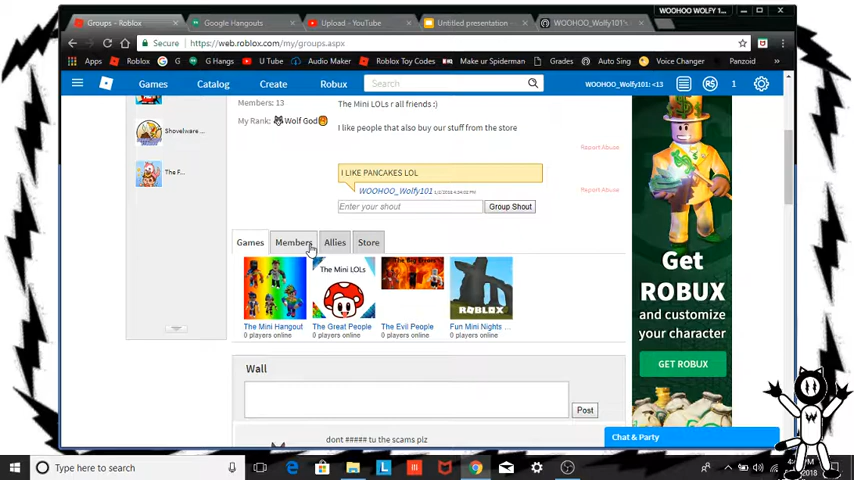 WOOHOO WOLFY 1...
Groups - Roblox
Google Hangouts
Upload - YouTube
Untitled presentation
WOOHOO_Wolfy101's
Secure
https://web.roblox.com/my/groups.aspx
Apps
Roblox
G Hangs
U Tube
Audio Maker
Roblox Toy Codes
Make ur Spiderman
Grades
Auto Sing
Voice Changer
Panzoid
Games
Catalog
Create
Robux
Search
WOOHOO_Wolfy101: <13
R$
1
Members: 13
My Rank: Wolf God
The Mini LOLs r all friends :)
I like people that also buy our stuff from the store
Report Abuse
Shovelware ...
The F...
I LIKE PANCAKES LOL
WOOHOO_Wolfy101
Report Abuse
Enter your shout
Group Shout
Games
Members
Allies
Store
The Mini LOLs
ROBLOX
The Mini Hangout
0 players online
The Great People
0 players online
The Evil People
0 players online
Fun Mini Nights ...
0 players online
Get
ROBUX
and customize
your character
GET ROBUX
Wall
Post
dont ##### tu the scams plz
Chat & Party
Type here to search
W